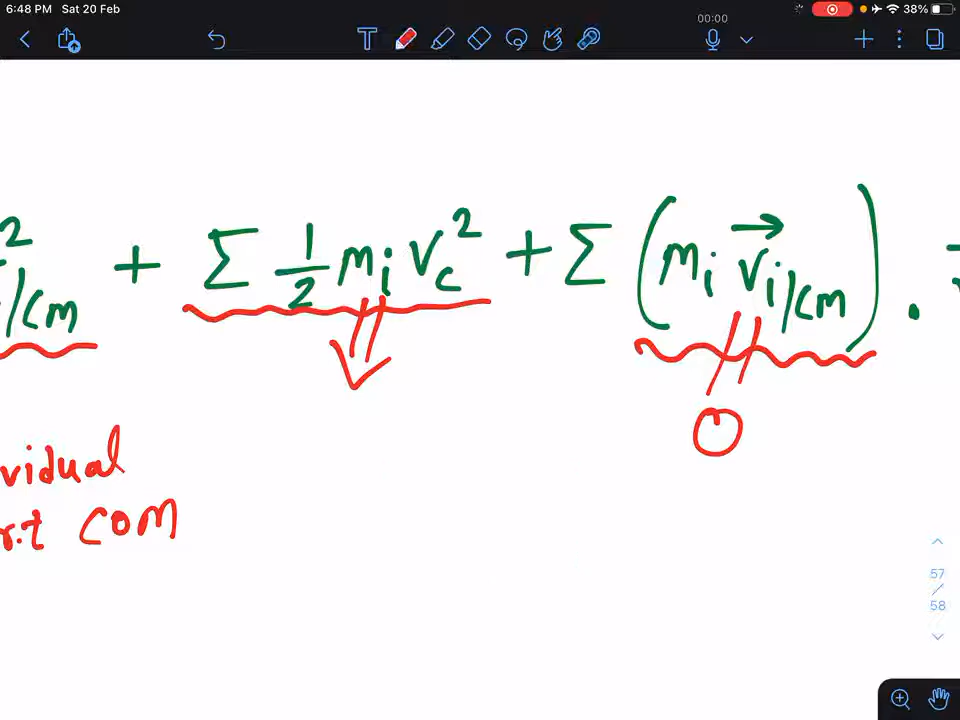 6:48 PM Sat 20 Feb
00:00
38%
2/cm + Σ 1/2 mᵢ V꜀² + Σ (mᵢ v⃗ᵢ/cm) .
0
vidual
r.t COM
57
/
58